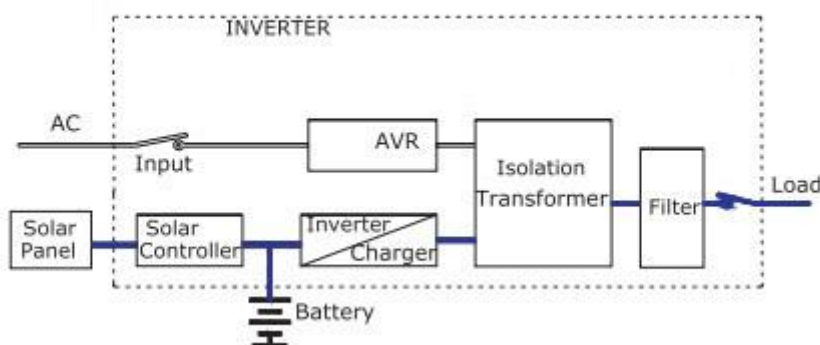 INVERTER
AC
Input
AVR
Isolation
Transformer
Filter
Load
Solar
Panel
Solar
Controller
Inverter
Charger
Battery